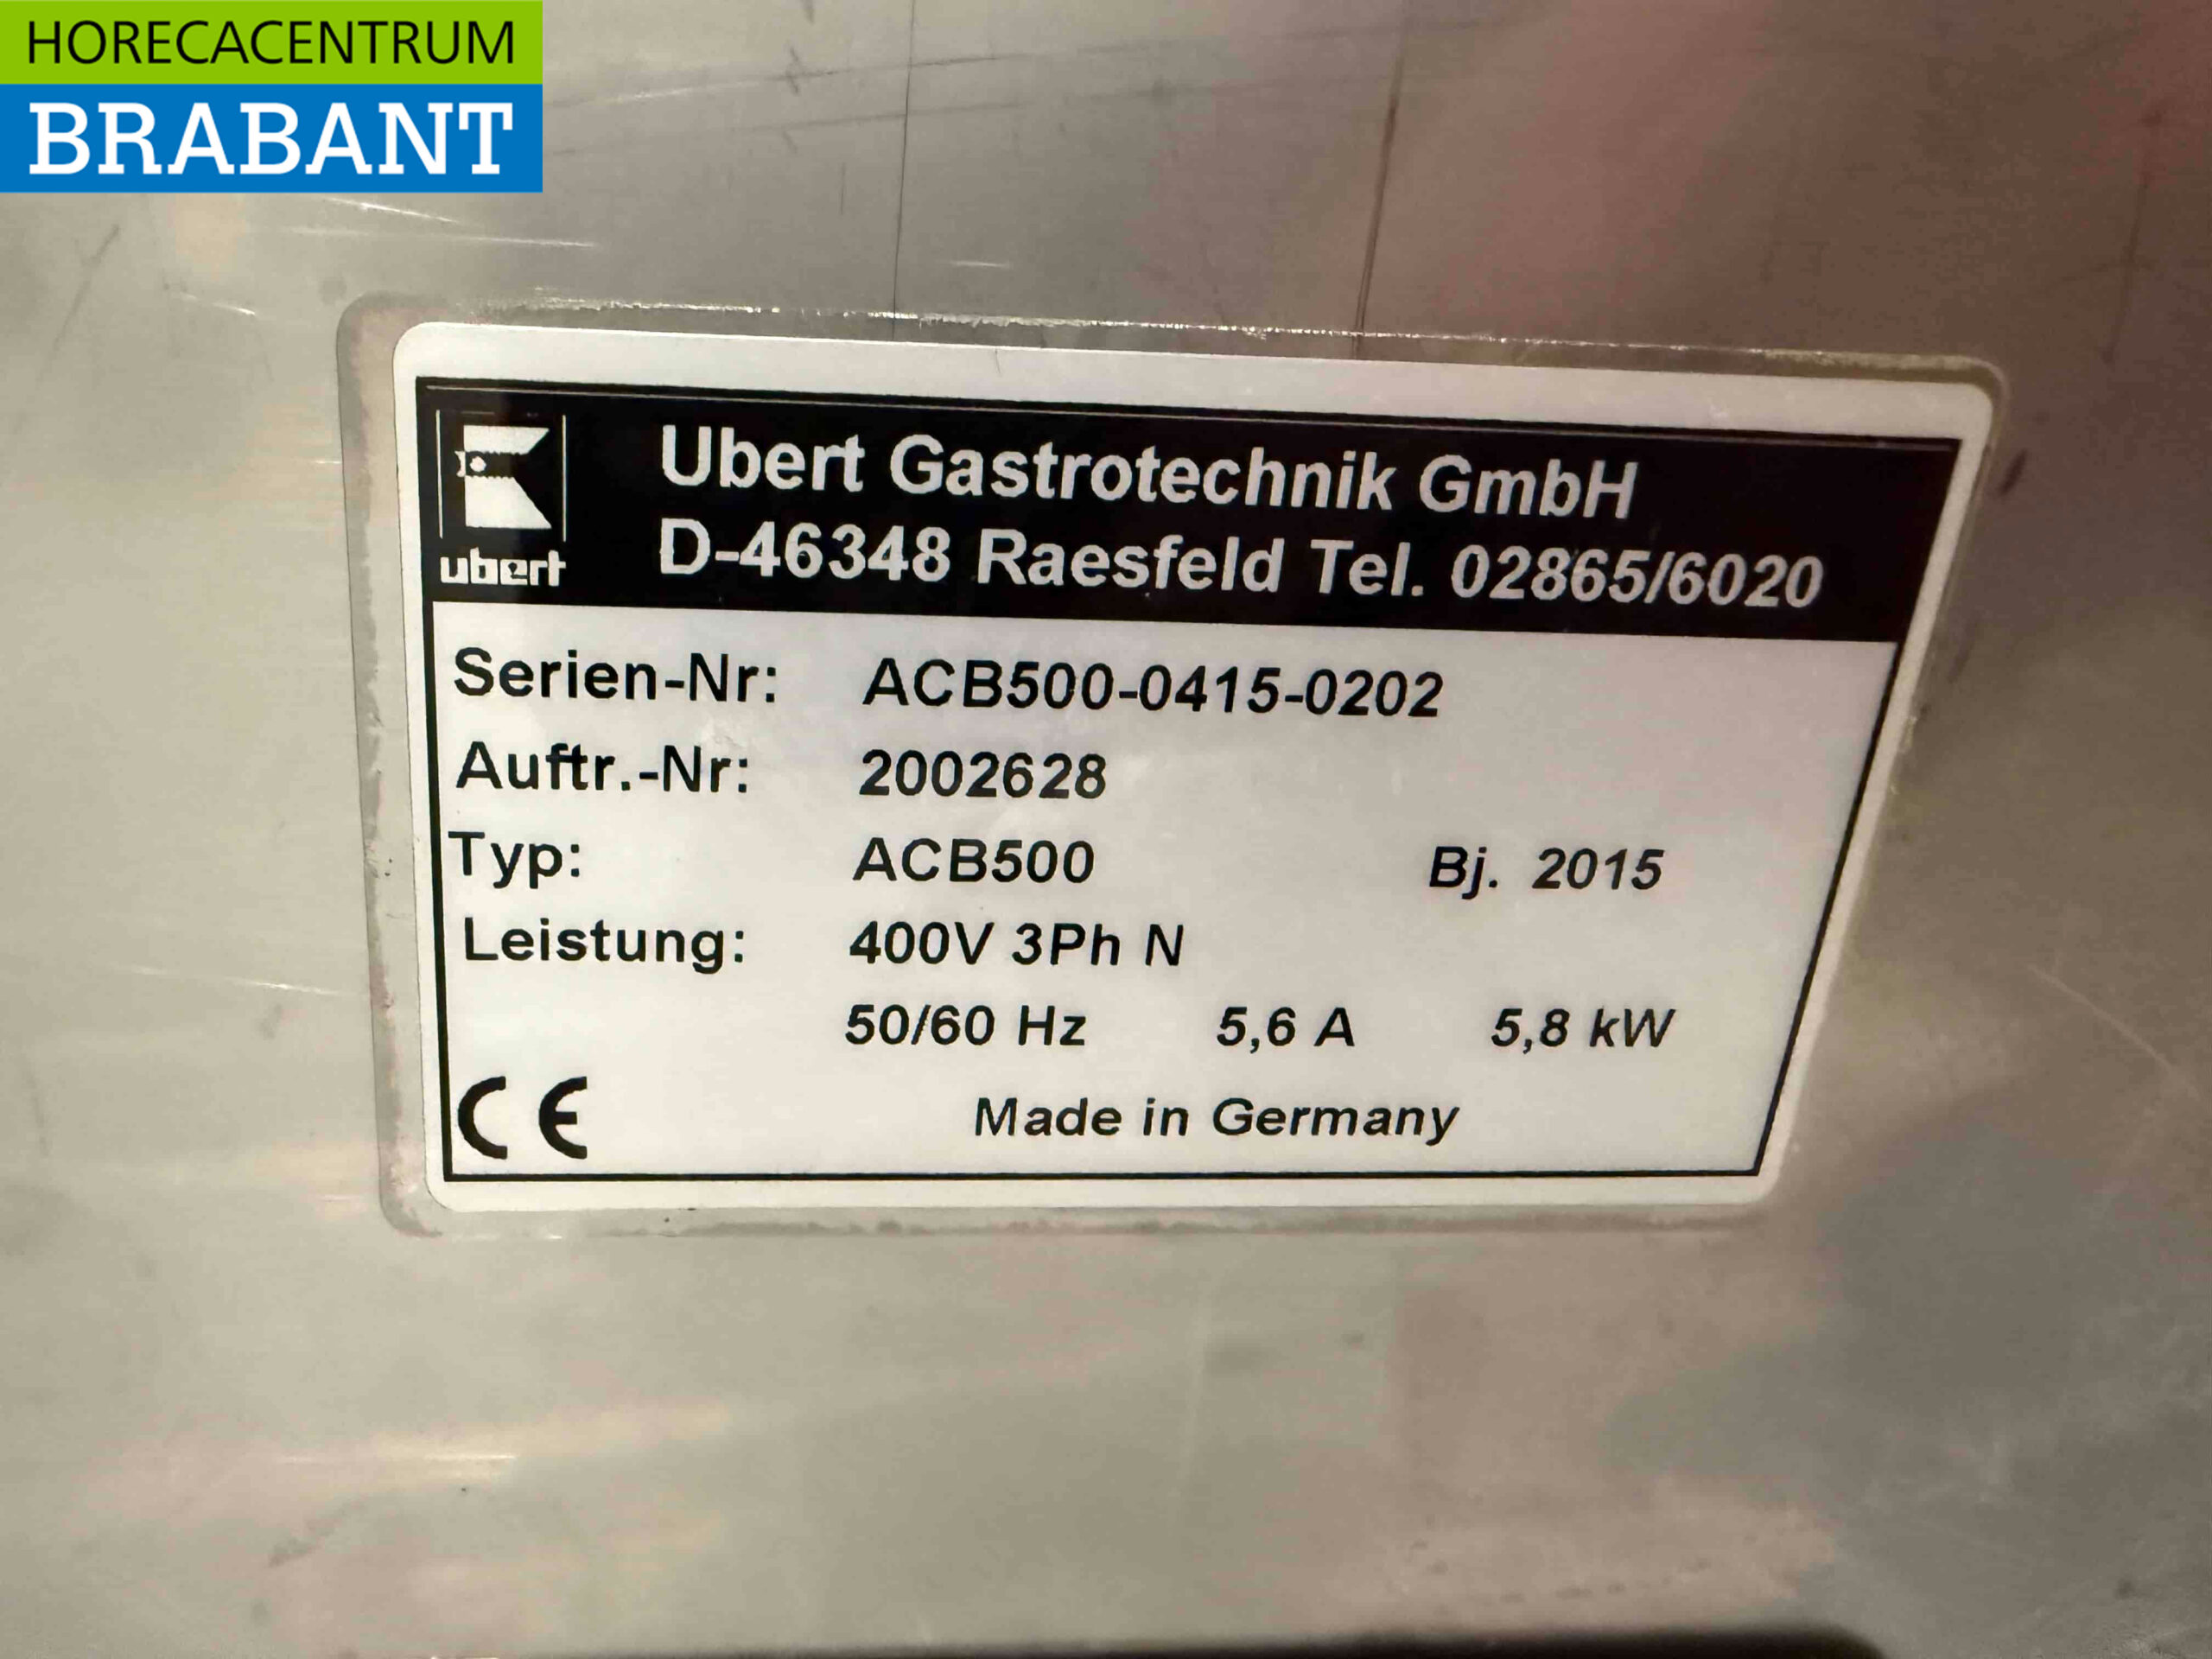 HORECACENTRUM
BRABANT
ubert
Ubert Gastrotechnik GmbH
D-46348 Raesfeld Tel. 02865/6020
Serien-Nr: ACB500-0415-0202
Auftr.-Nr: 2002628
Typ: ACB500 Bj. 2015
Leistung: 400V 3Ph N
50/60 Hz 5,6 A 5,8 kW
CE Made in Germany